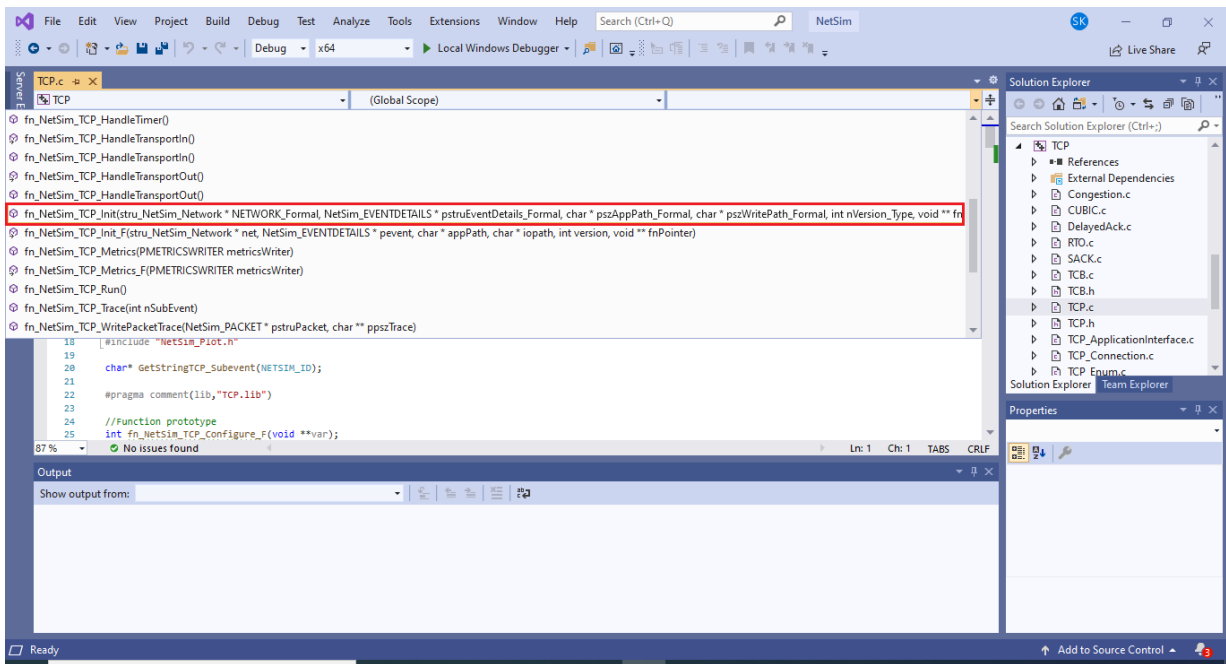 File Edit View Project Build Debug Test Analyze Tools Extensions Window Help Search (Ctrl+Q) NetSim SK
Debug x64 Local Windows Debugger Live Share
Server E
TCP.c
TCP (Global Scope)
fn_NetSim_TCP_HandleTimer()
fn_NetSim_TCP_HandleTransportIn()
fn_NetSim_TCP_HandleTransportIn()
fn_NetSim_TCP_HandleTransportOut()
fn_NetSim_TCP_HandleTransportOut()
fn_NetSim_TCP_Init(stru_NetSim_Network * NETWORK_Formal, NetSim_EVENTDETAILS * pstruEventDetails_Formal, char * pszAppPath_Formal, char * pszWritePath_Formal, int nVersion_Type, void ** fn
fn_NetSim_TCP_Init_F(stru_NetSim_Network * net, NetSim_EVENTDETAILS * pevent, char * appPath, char * iopath, int version, void ** fnPointer)
fn_NetSim_TCP_Metrics(PMETRICSWRITER metricsWriter)
fn_NetSim_TCP_Metrics_F(PMETRICSWRITER metricsWriter)
fn_NetSim_TCP_Run()
fn_NetSim_TCP_Trace(int nSubEvent)
fn_NetSim_TCP_WritePacketTrace(NetSim_PACKET * pstruPacket, char ** ppszTrace)
18 #include "NetSim_Plot.h"
19
20 char* GetStringTCP_Subevent(NETSIM_ID);
21
22 #pragma comment(lib,"TCP.lib")
23
24 //Function prototype
25 int fn_NetSim_TCP_Configure_F(void **var);
87 % No issues found Ln: 1 Ch: 1 TABS CRLF
Output
Show output from:
Solution Explorer
Search Solution Explorer (Ctrl+;)
TCP
References
External Dependencies
Congestion.c
CUBIC.c
DelayedAck.c
RTO.c
SACK.c
TCB.c
TCB.h
TCP.c
TCP.h
TCP_ApplicationInterface.c
TCP_Connection.c
TCP_Enum.c
Solution Explorer Team Explorer
Properties
Ready Add to Source Control 3